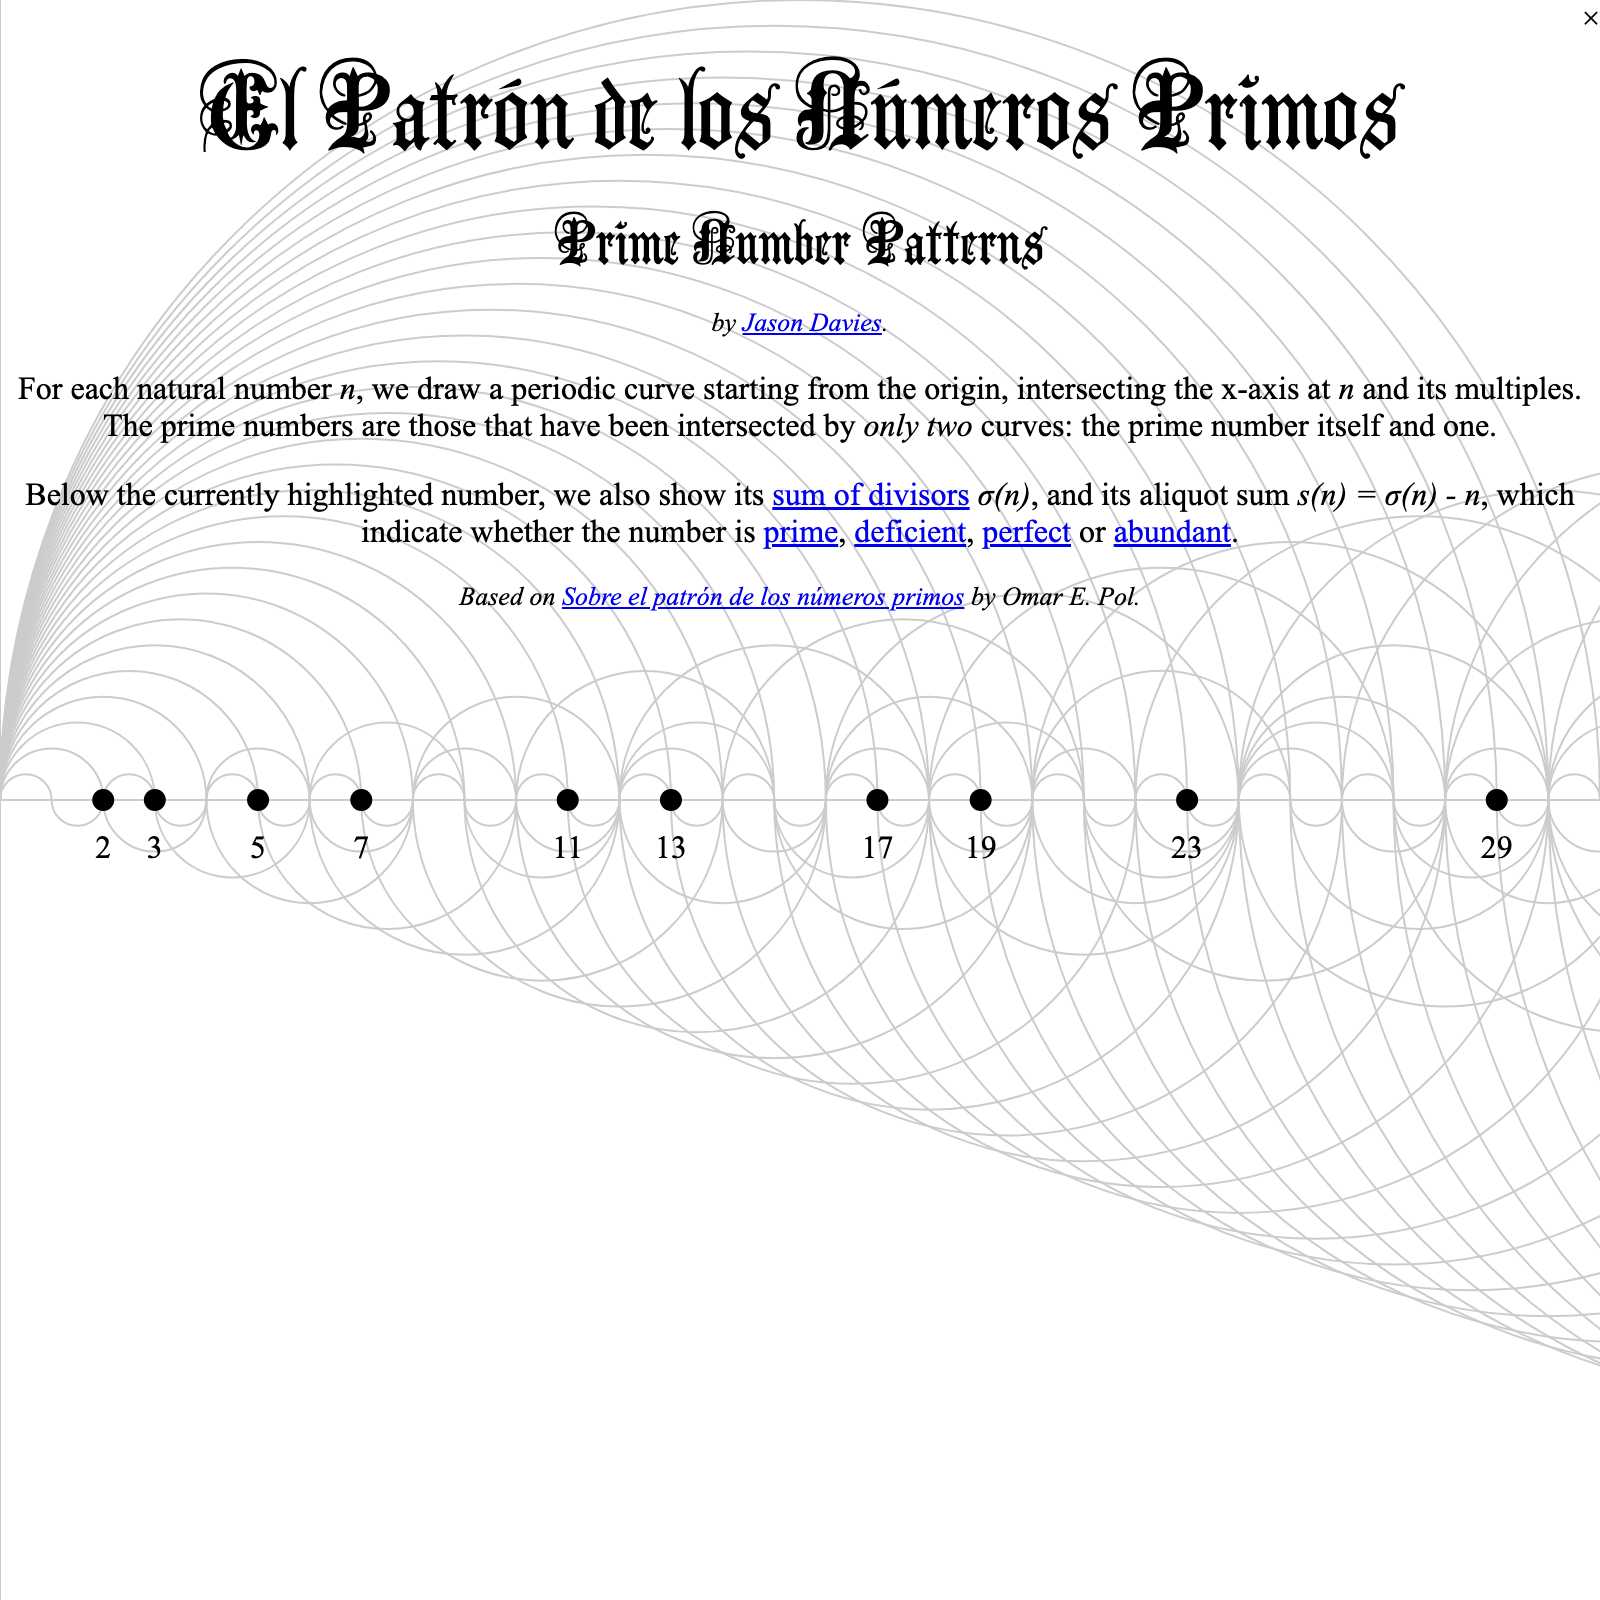 ×
El Patrón de los Números Primos
Prime Number Patterns
by Jason Davies.
For each natural number n, we draw a periodic curve starting from the origin, intersecting the x-axis at n and its multiples.
The prime numbers are those that have been intersected by only two curves: the prime number itself and one.
Below the currently highlighted number, we also show its sum of divisors σ(n), and its aliquot sum s(n) = σ(n) - n, which
indicate whether the number is prime, deficient, perfect or abundant.
Based on Sobre el patrón de los números primos by Omar E. Pol.
2 3 5 7 11 13 17 19 23 29